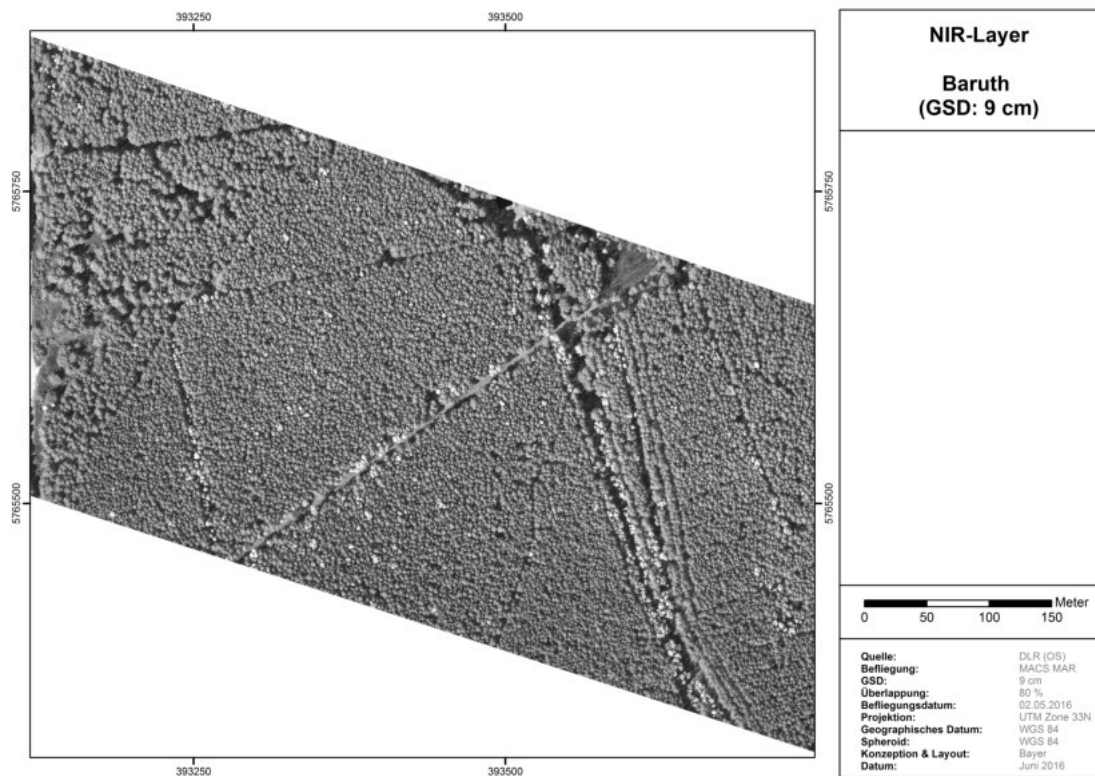 393250
393500
NIR-Layer
Baruth
(GSD: 9 cm)
5765750
5765750
5765500
5765500
Meter
0 50 100 150
Quelle: DLR (OS)
Befliegung: MACS MAR
GSD: 9 cm
Überlappung: 80 %
Befliegungsdatum: 02.05.2016
Projektion: UTM Zone 33N
Geographisches Datum: WGS 84
Spheroid: WGS 84
Konzeption & Layout: Bayer
Datum: Juni 2016
393250
393500